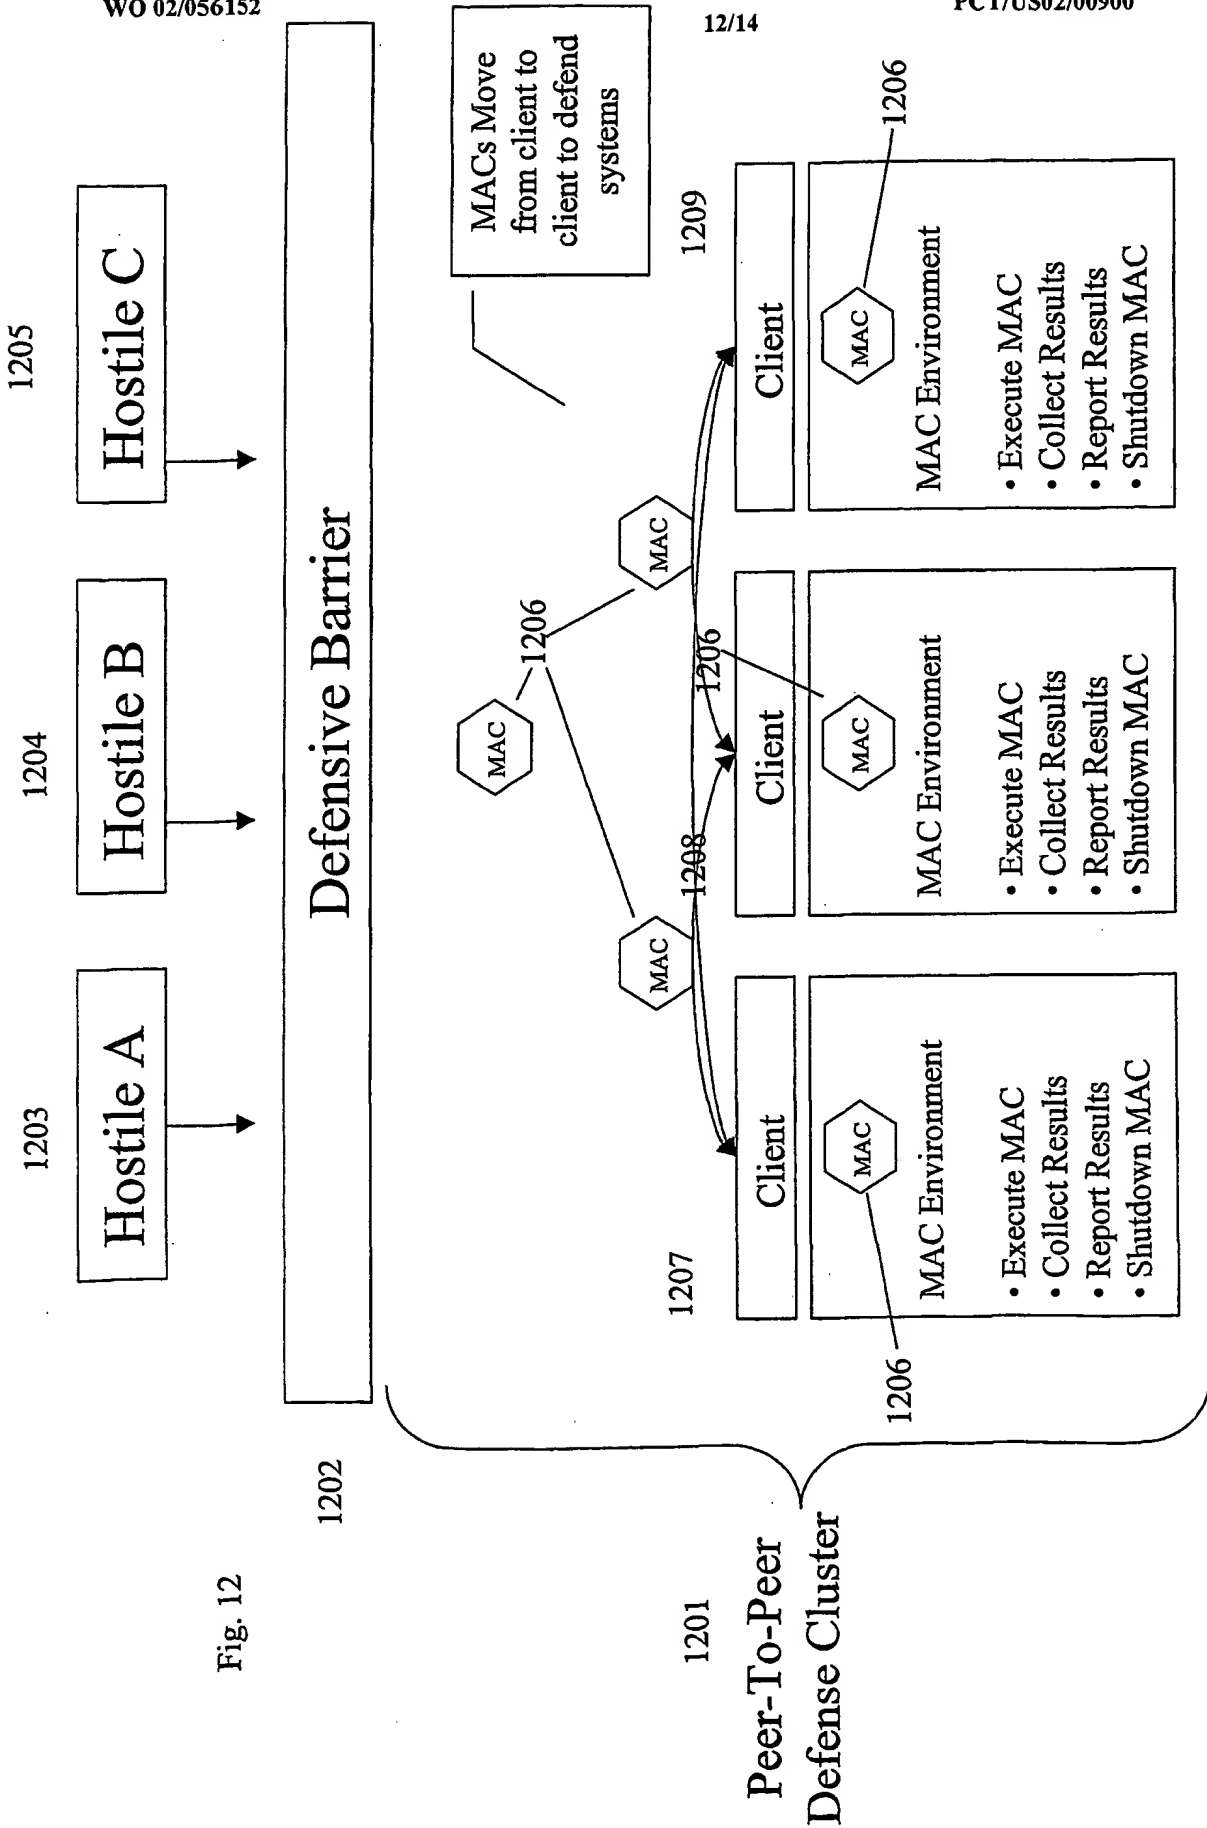 WO 02/056152
PCT/US02/00900
12/14
Fig. 12
1203
1204
1205
Hostile A
Hostile B
Hostile C
1202
Defensive Barrier
MACs Move
from client to
client to defend
systems
MAC
1206
MAC
MAC
1201
Peer-To-Peer
Defense Cluster
1207
1208
1206
1209
Client
Client
Client
1206
MAC
MAC Environment
• Execute MAC
• Collect Results
• Report Results
• Shutdown MAC
MAC
MAC Environment
• Execute MAC
• Collect Results
• Report Results
• Shutdown MAC
MAC
1206
MAC Environment
• Execute MAC
• Collect Results
• Report Results
• Shutdown MAC